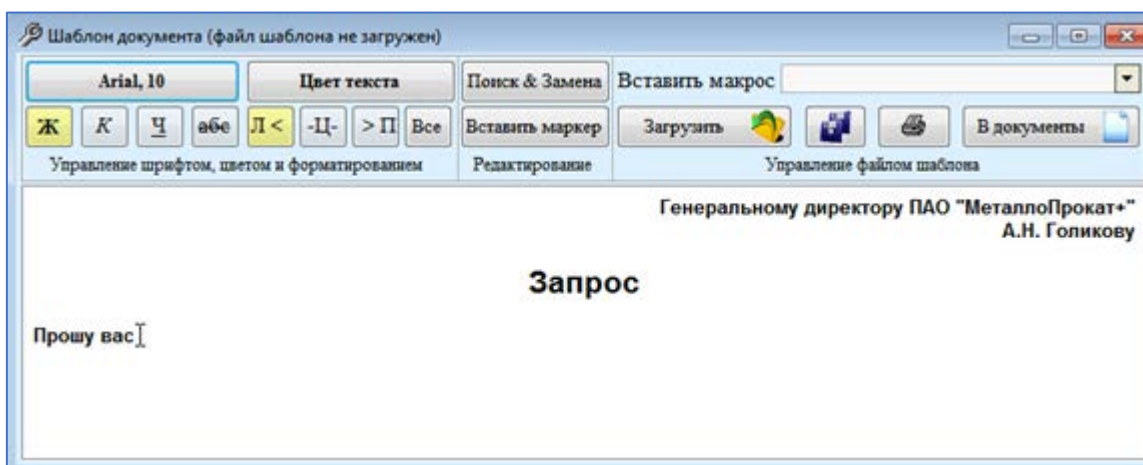 Шаблон документа (файл шаблона не загружен)
Arial, 10 Цвет текста Поиск & Замена Вставить макрос
Ж К Ч абв Л < -Ц- > П Все Вставить маркер Загрузить В документы
Управление шрифтом, цветом и форматированием Редактирование Управление файлом шаблона
Генеральному директору ПАО "МеталлоПрокат+"
А.Н. Голикову
Запрос
Прошу вас